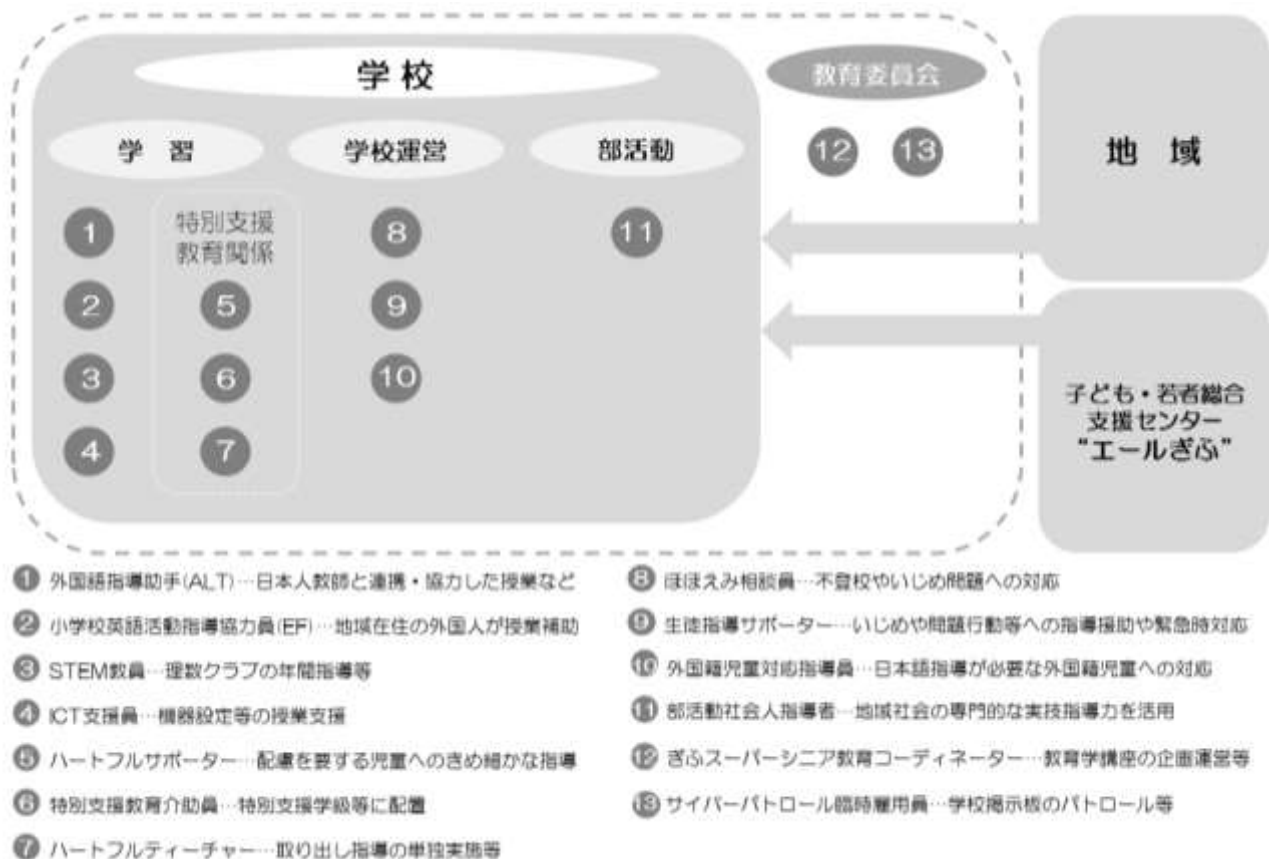 学校
教育委員会
学 習
学校運営
部活動
⑫ ⑬
地 域
① 特別支援
教育関係
⑧
⑪
② ⑤ ⑨
③ ⑥ ⑩
④ ⑦
子ども・若者総合
支援センター
“エールぎふ”
① 外国語指導助手(ALT)…日本人教師と連携・協力した授業など
② 小学校英語活動指導協力員(EF)…地域在住の外国人が授業補助
③ STEM教員…理数クラブの年間指導等
④ ICT支援員…機器設定等の授業支援
⑤ ハートフルサポーター…配慮を要する児童へのきめ細かな指導
⑥ 特別支援教育介助員…特別支援学級等に配置
⑦ ハートフルティーチャー…取り出し指導の単独実施等
⑧ ほほえみ相談員…不登校やいじめ問題への対応
⑨ 生徒指導サポーター…いじめや問題行動等への指導援助や緊急時対応
⑩ 外国籍児童対応指導員…日本語指導が必要な外国籍児童への対応
⑪ 部活動社会人指導者…地域社会の専門的な実技指導力を活用
⑫ ぎふスーパーシニア教育コーディネーター…教育学講座の企画運営等
⑬ サイバーパトロール臨時雇用員…学校掲示板のパトロール等